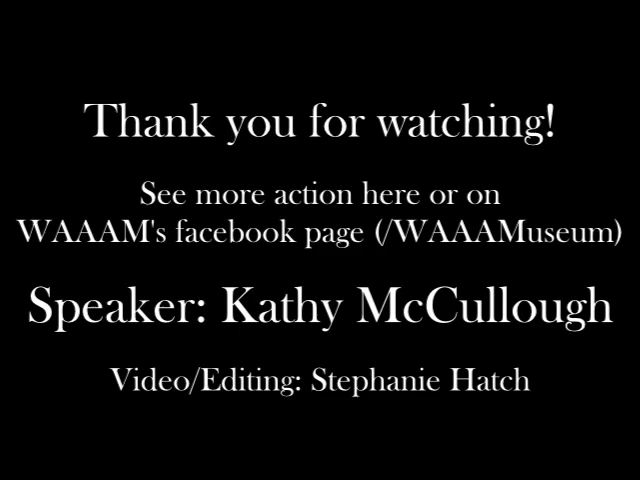 Thank you for watching!
See more action here or on
WAAAM's facebook page (/WAAAMuseum)
Speaker: Kathy McCullough
Video/Editing: Stephanie Hatch